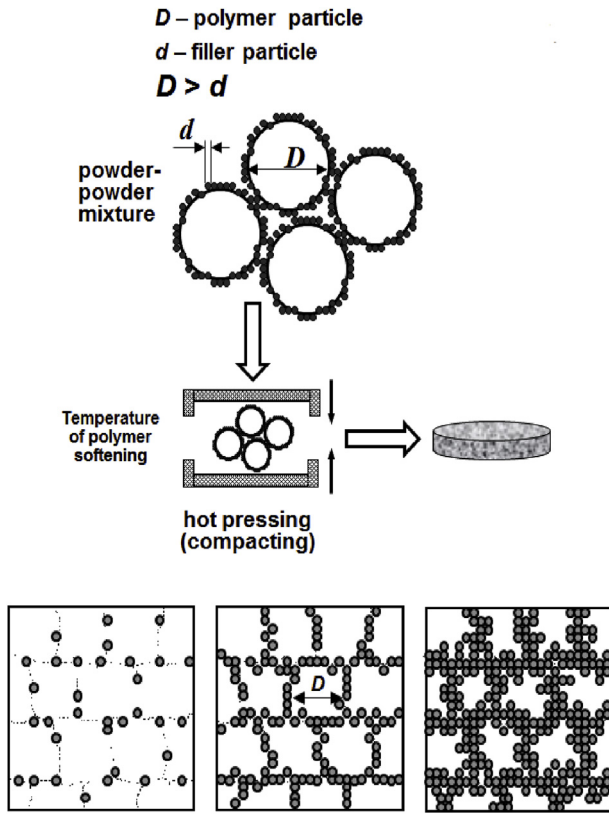 D – polymer particle
d – filler particle
D > d
d
D
powder-
powder
mixture
Temperature
of polymer
softening
hot pressing
(compacting)
D